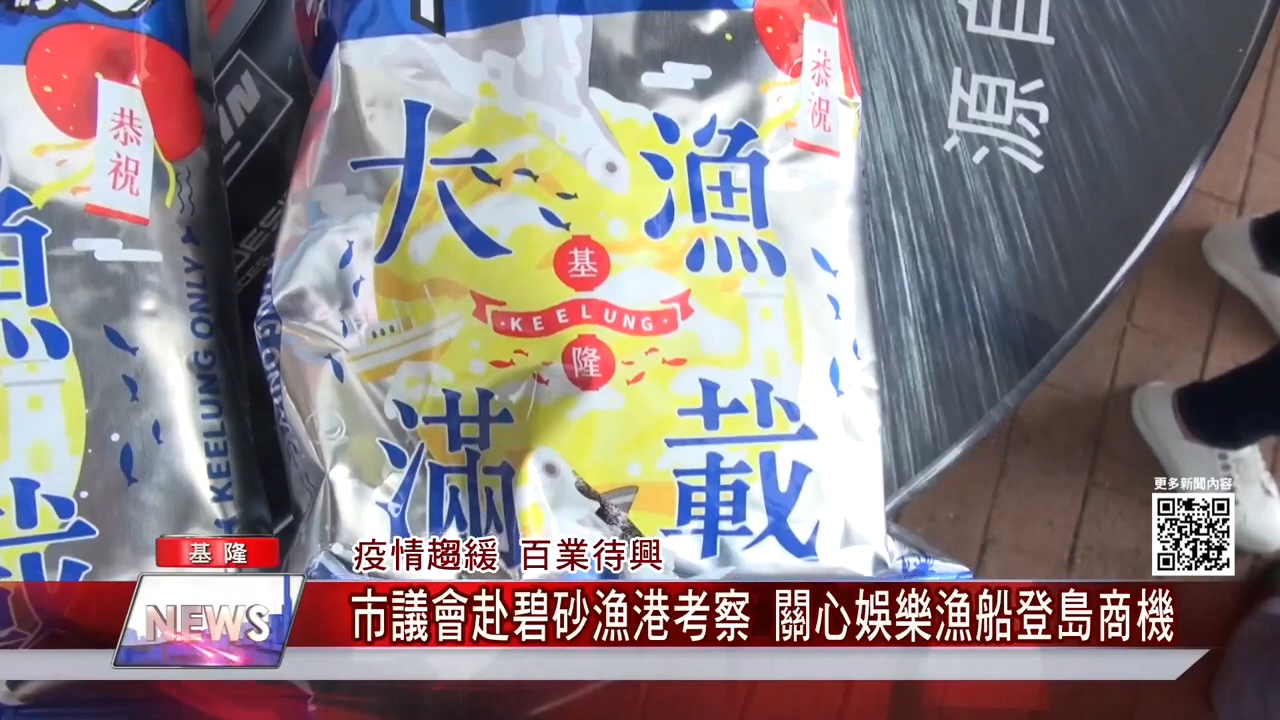 恭祝
恭祝
大漁
滿載
基
KEELUNG
隆
KEELUNG ONLY
源自
更多新聞內容
基隆
疫情趨緩 百業待興
NEWS
市議會赴碧砂漁港考察 關心娛樂漁船登島商機